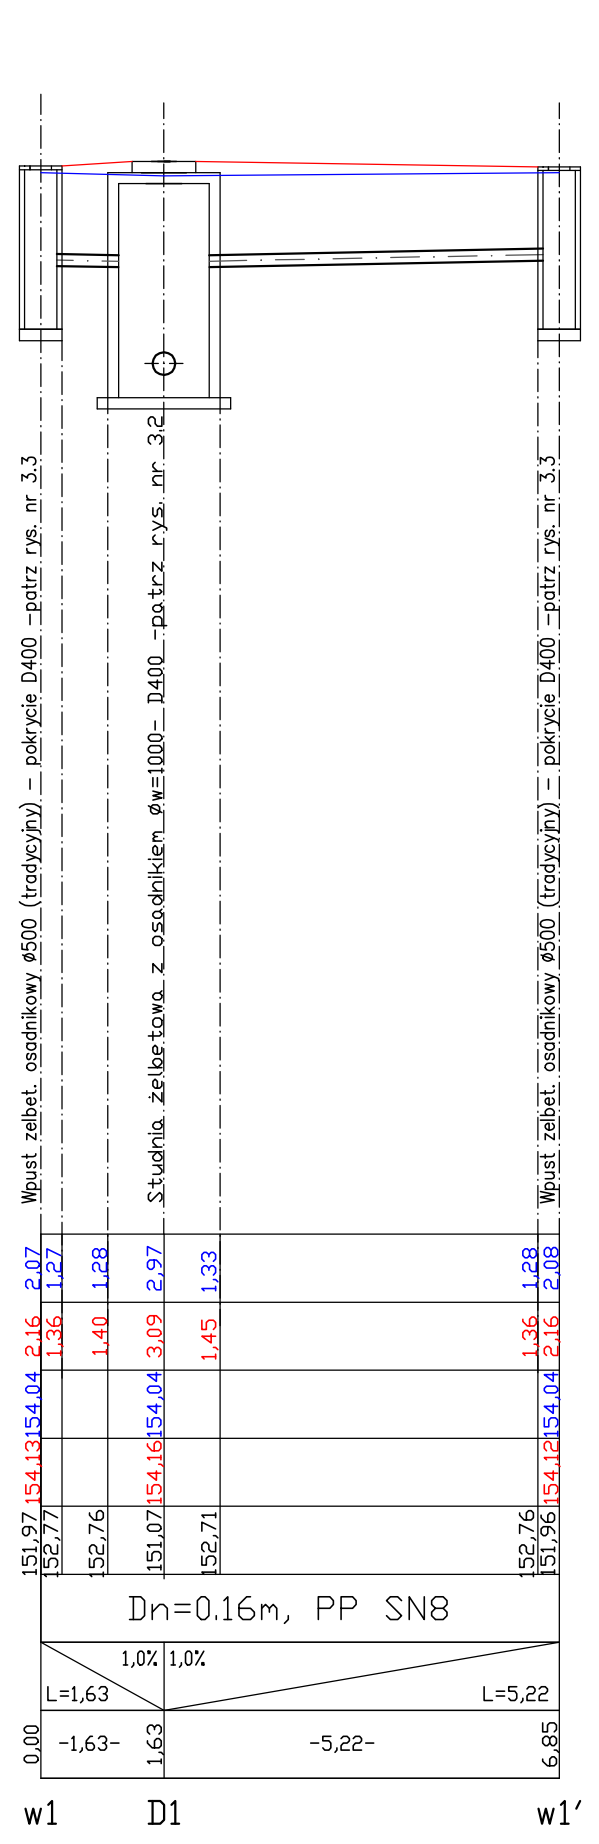 Wpust zelbet. osadnikowy ø500 (tradycyjny) – pokrycie D400 -patrz rys. nr 3.3
Studnia żelbetowa z osadnikiem øw=1000- D400 -patrz rys. nr 3.2
Wpust zelbet. osadnikowy ø500 (tradycyjny) – pokrycie D400 -patrz rys. nr 3.3
2,07 1,27 1,28 2,97 1,33 1,28 2,08
2,16 1,36 1,40 3,09 1,45 1,36 2,16
154,04 154,04 154,04
154,13 154,16 154,12
151,97 152,77 152,76 151,07 152,71 152,76 151,96
Dn=0.16m, PP SN8
1,0% 1,0%
L=1,63 L=5,22
0,00 -1,63- 1,63 -5,22- 6,85
w1 D1 w1'